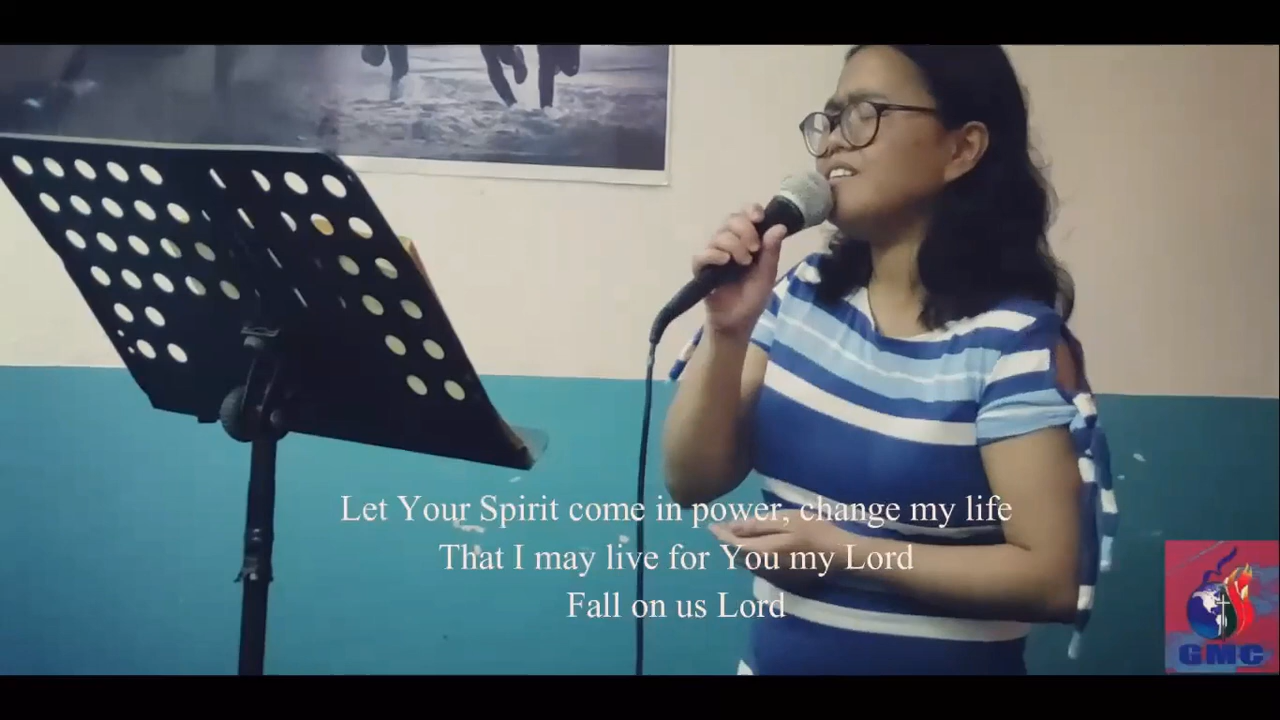 Let Your Spirit come in power, change my life
That I may live for You my Lord
Fall on us Lord
GMC